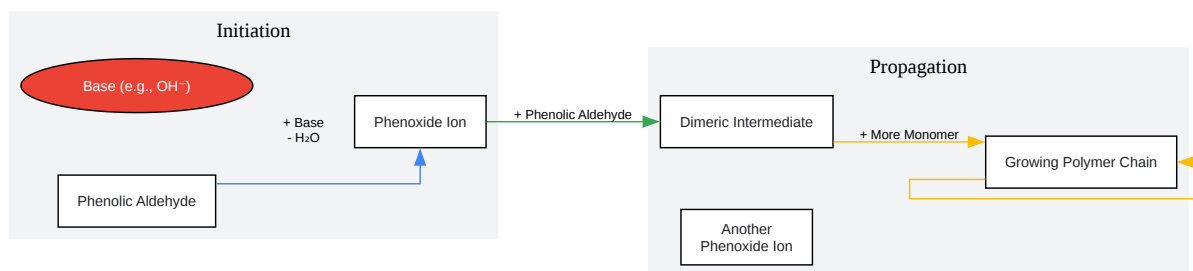 Initiation
Base (e.g., OH⁻)
+ Base
- H₂O
Phenoxide Ion
Phenolic Aldehyde
+ Phenolic Aldehyde
Propagation
Dimeric Intermediate
+ More Monomer
Growing Polymer Chain
Another
Phenoxide Ion